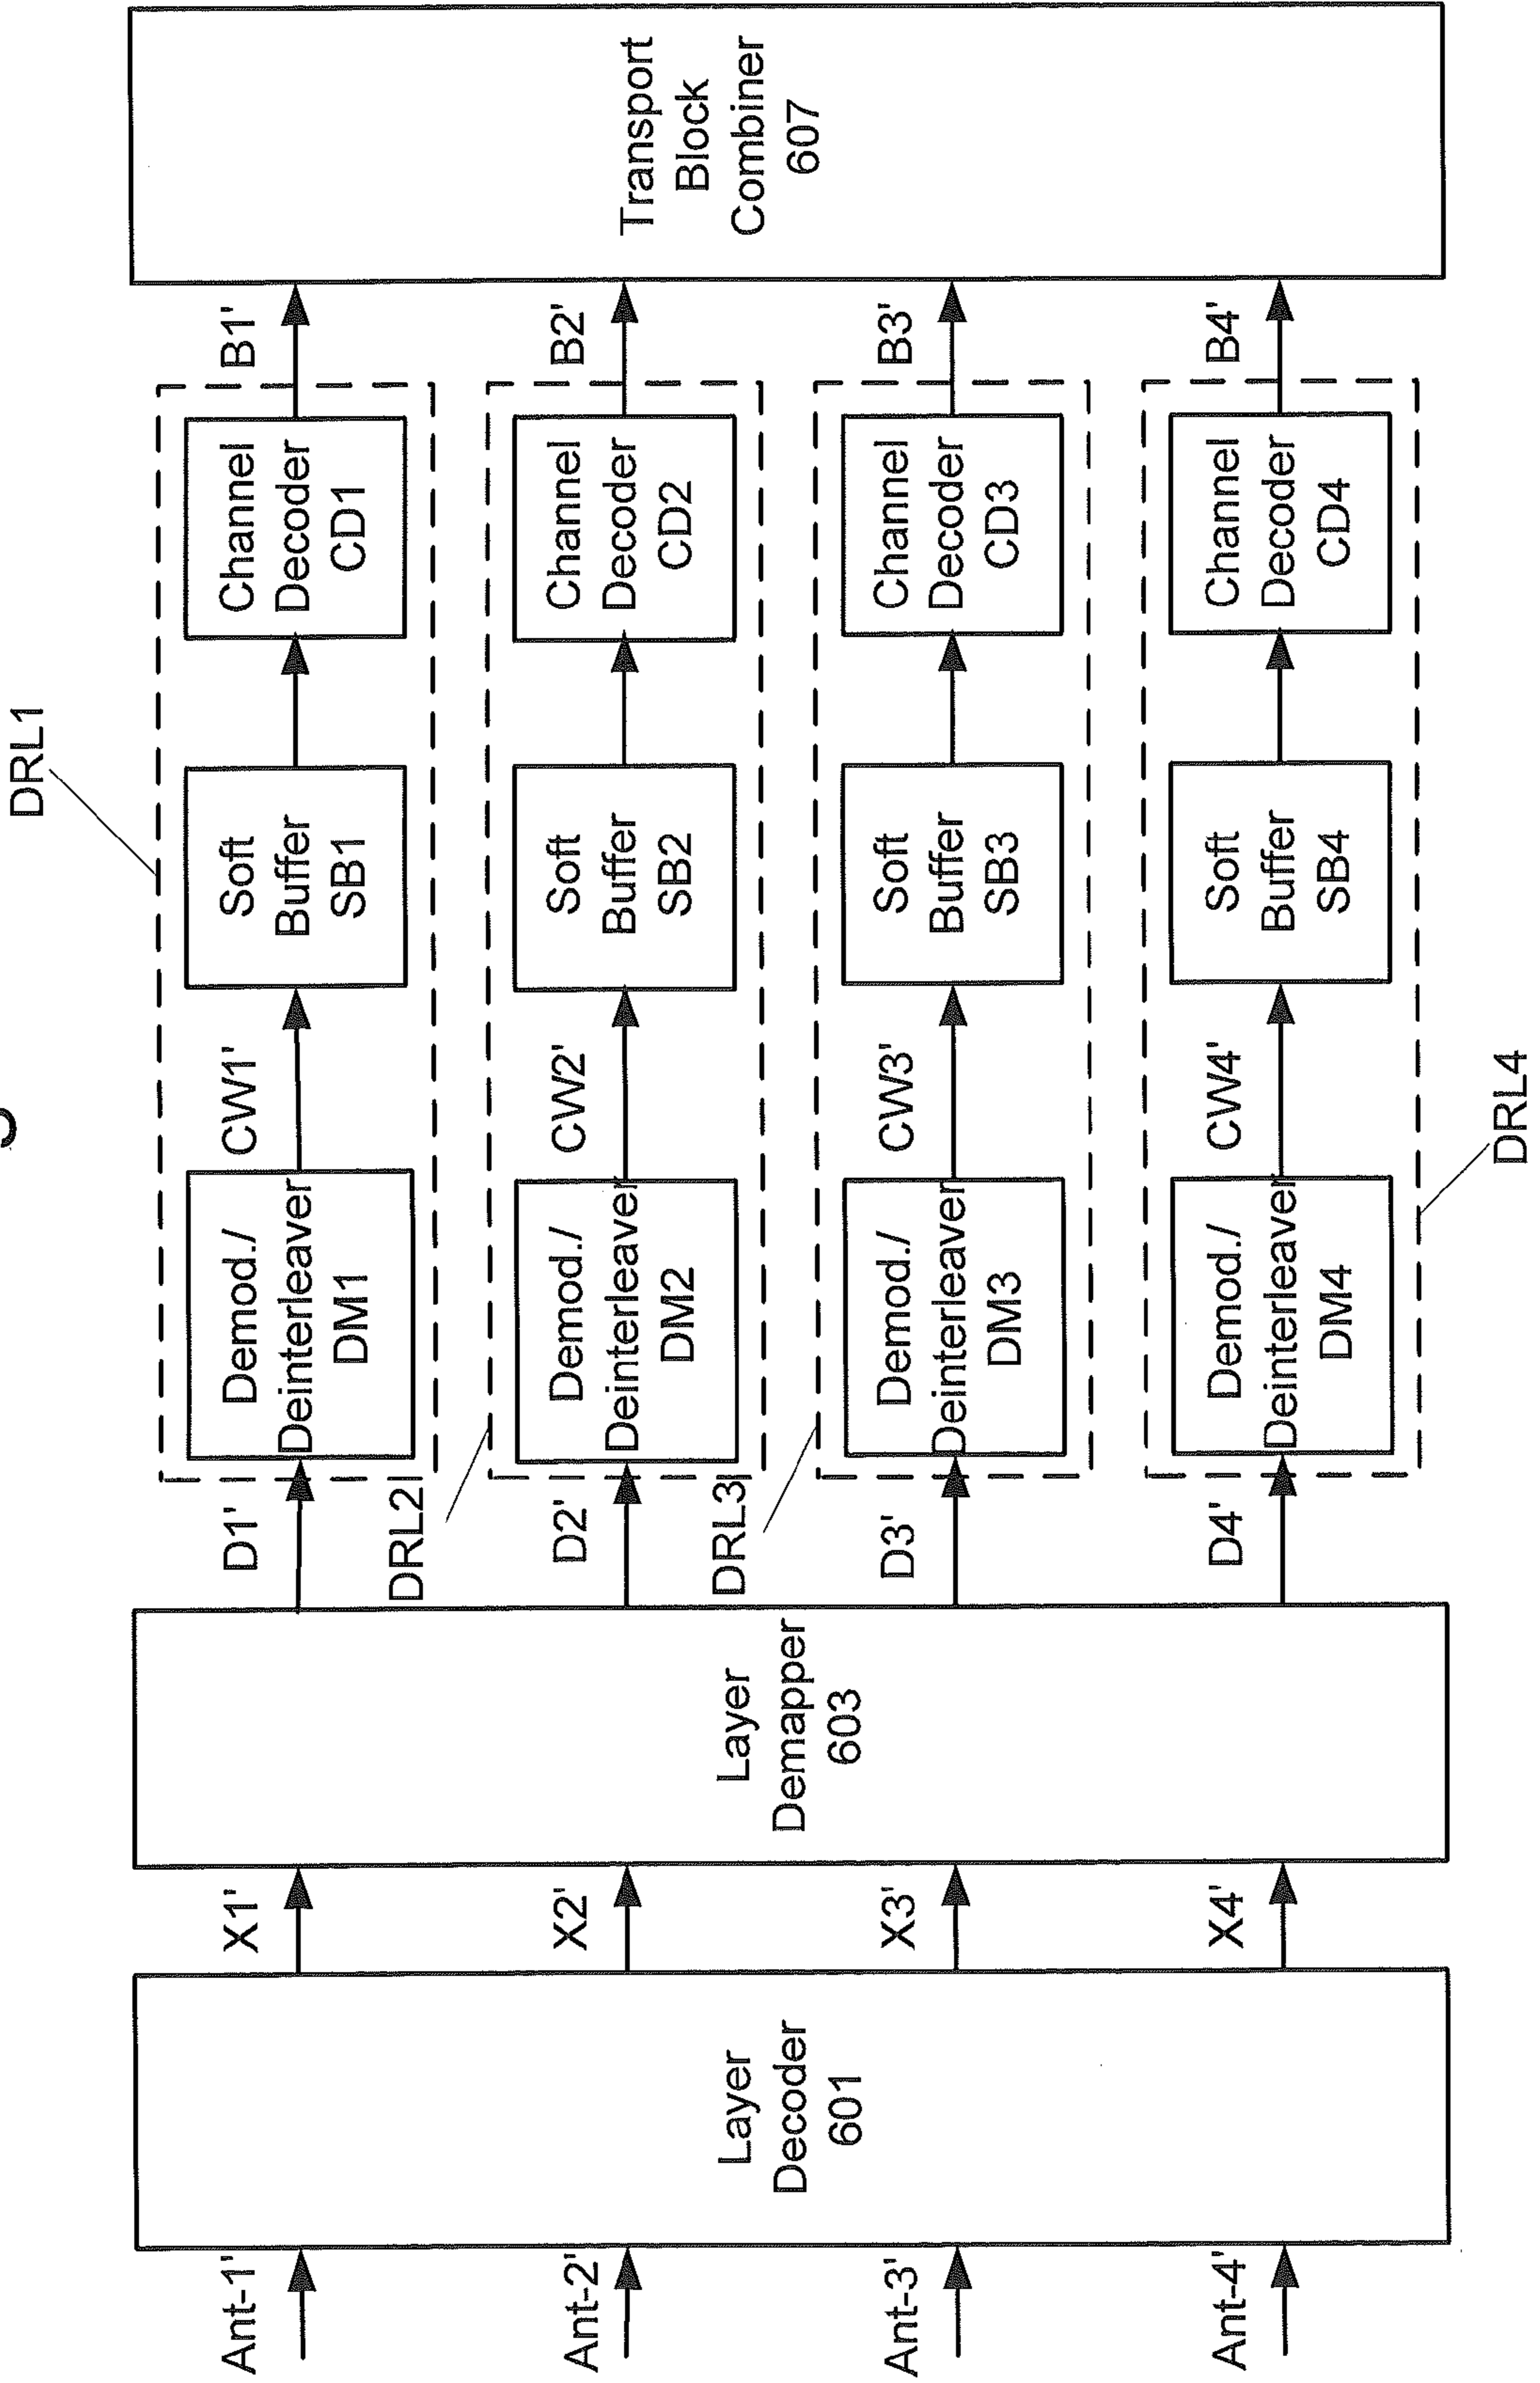 DRL1
Ant-1'
X1'
D1'
Demod./
Deinterleaver
DM1
CW1'
Soft
Buffer
SB1
Channel
Decoder
CD1
B1'
DRL2
Ant-2'
X2'
D2'
Demod./
Deinterleaver
DM2
CW2'
Soft
Buffer
SB2
Channel
Decoder
CD2
B2'
Layer
Decoder
601
Layer
Demapper
603
Transport
Block
Combiner
607
DRL3
Ant-3'
X3'
D3'
Demod./
Deinterleaver
DM3
CW3'
Soft
Buffer
SB3
Channel
Decoder
CD3
B3'
Ant-4'
X4'
D4'
Demod./
Deinterleaver
DM4
CW4'
Soft
Buffer
SB4
Channel
Decoder
CD4
B4'
DRL4